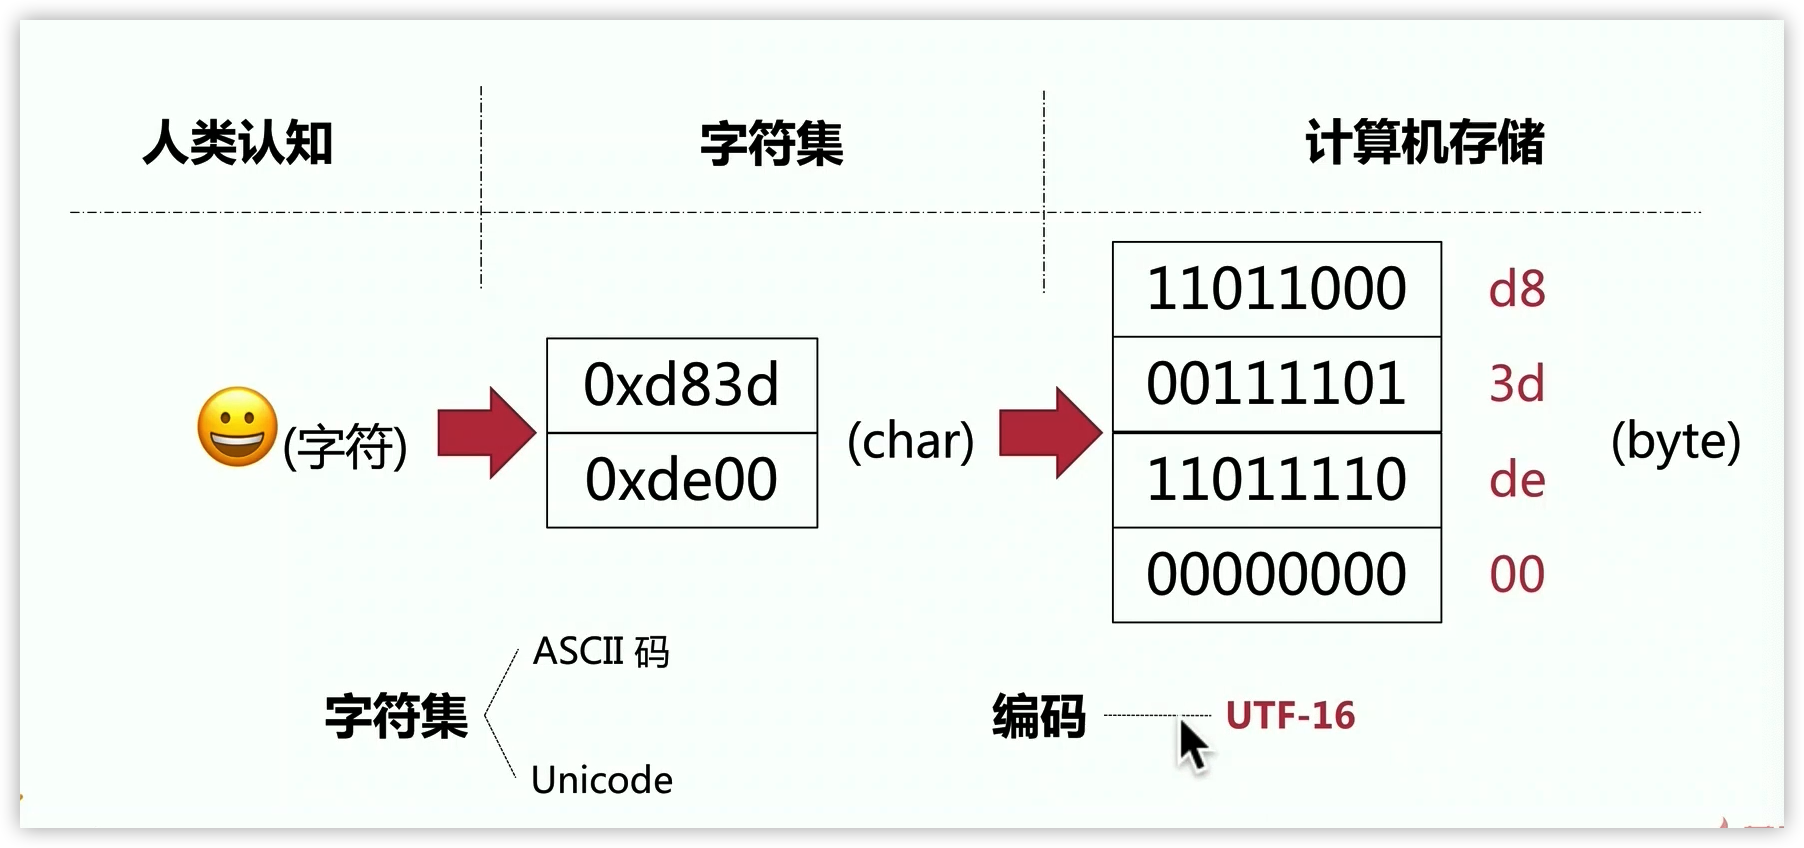 人类认知
字符集
计算机存储
(字符)
0xd83d
0xde00
(char)
11011000
d8
00111101
3d
11011110
de
00000000
00
(byte)
字符集
ASCII 码
Unicode
编码
UTF-16